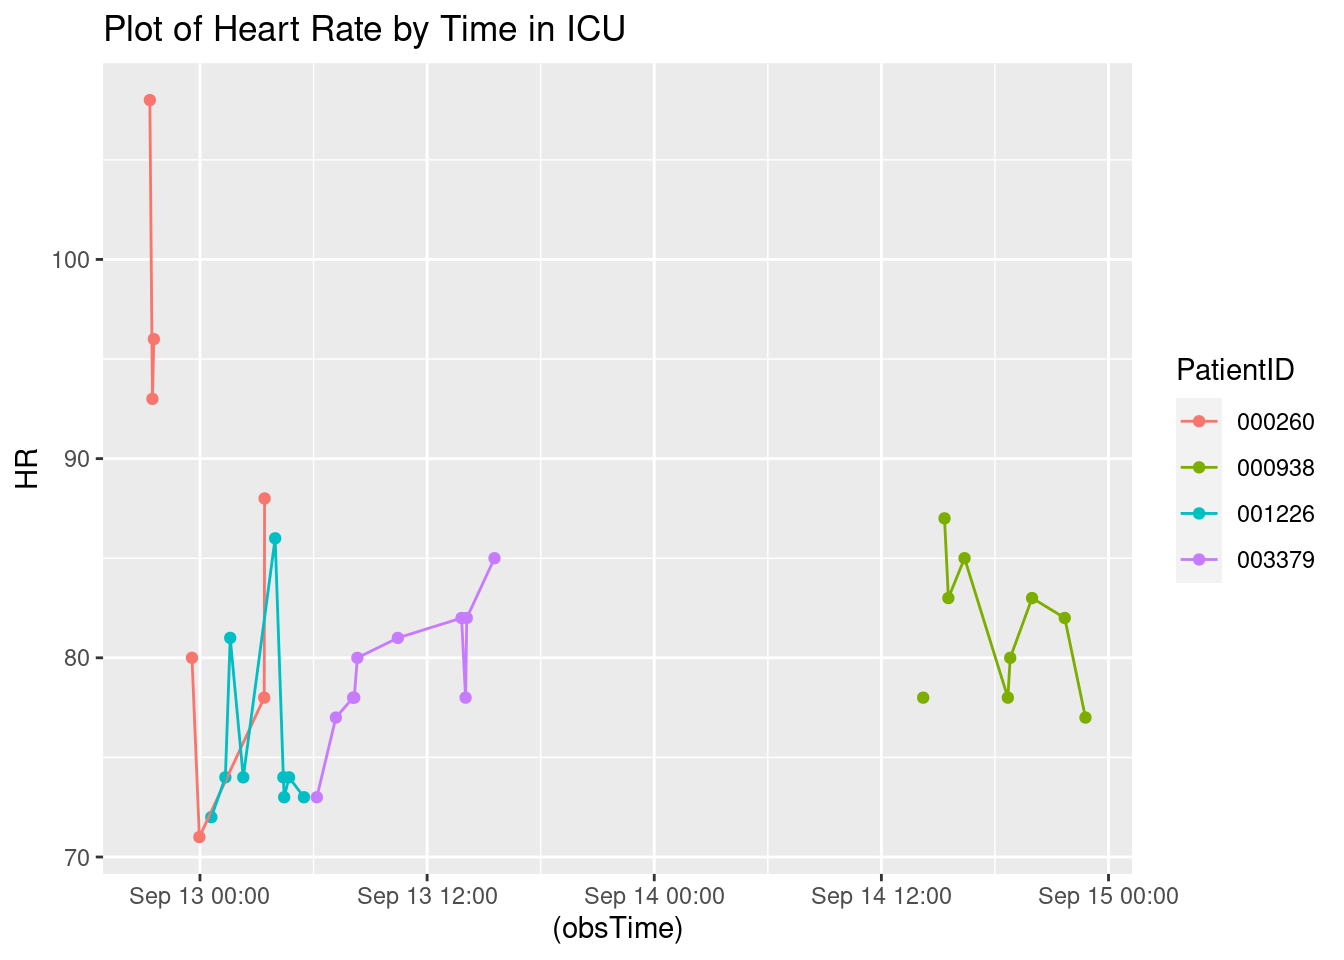 Plot of Heart Rate by Time in ICU
100
90
80
70
HR
Sep 13 00:00
Sep 13 12:00
Sep 14 00:00
Sep 14 12:00
Sep 15 00:00
(obsTime)
PatientID
000260
000938
001226
003379